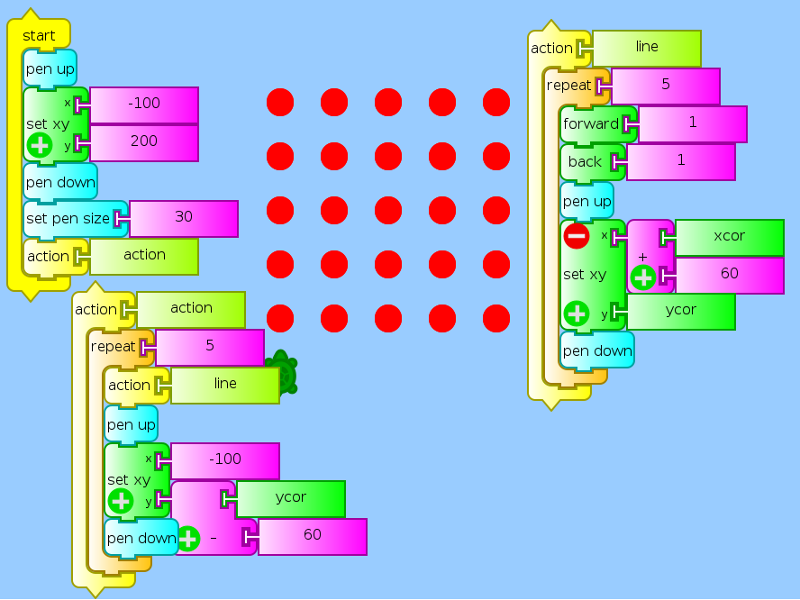 start
pen up
x -100
set xy
y 200
pen down
set pen size 30
action action
action action
repeat 5
action line
pen up
x -100
set xy
y ycor
pen down - 60
action line
repeat 5
forward 1
back 1
pen up
x xcor
set xy + 60
y ycor
pen down